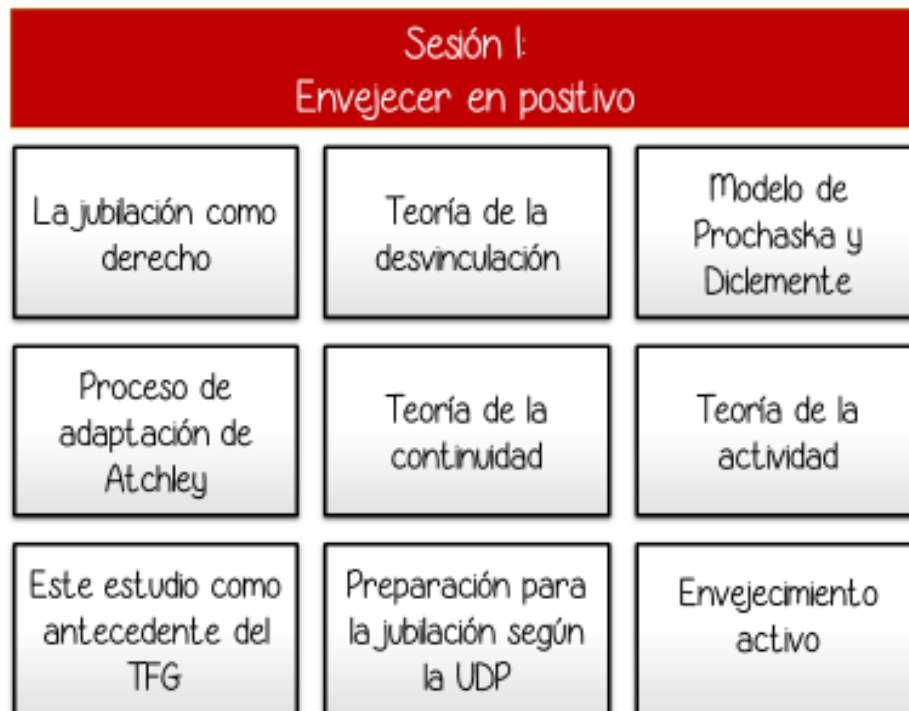 Sesión 1:
Envejecer en positivo
La jubilación como
derecho
Teoría de la
desvinculación
Modelo de
Prochaska y
Diclemente
Proceso de
adaptación de
Atchley
Teoría de la
continuidad
Teoría de la
actividad
Este estudio como
antecedente del
TFG
Preparación para
la jubilación según
la UDP
Envejecimiento
activo